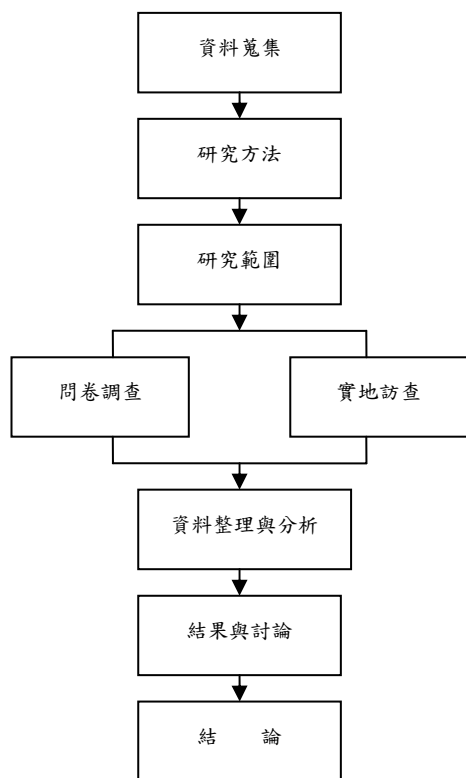 資料蒐集
研究方法
研究範圍
問卷調查
實地訪查
資料整理與分析
結果與討論
結　　論